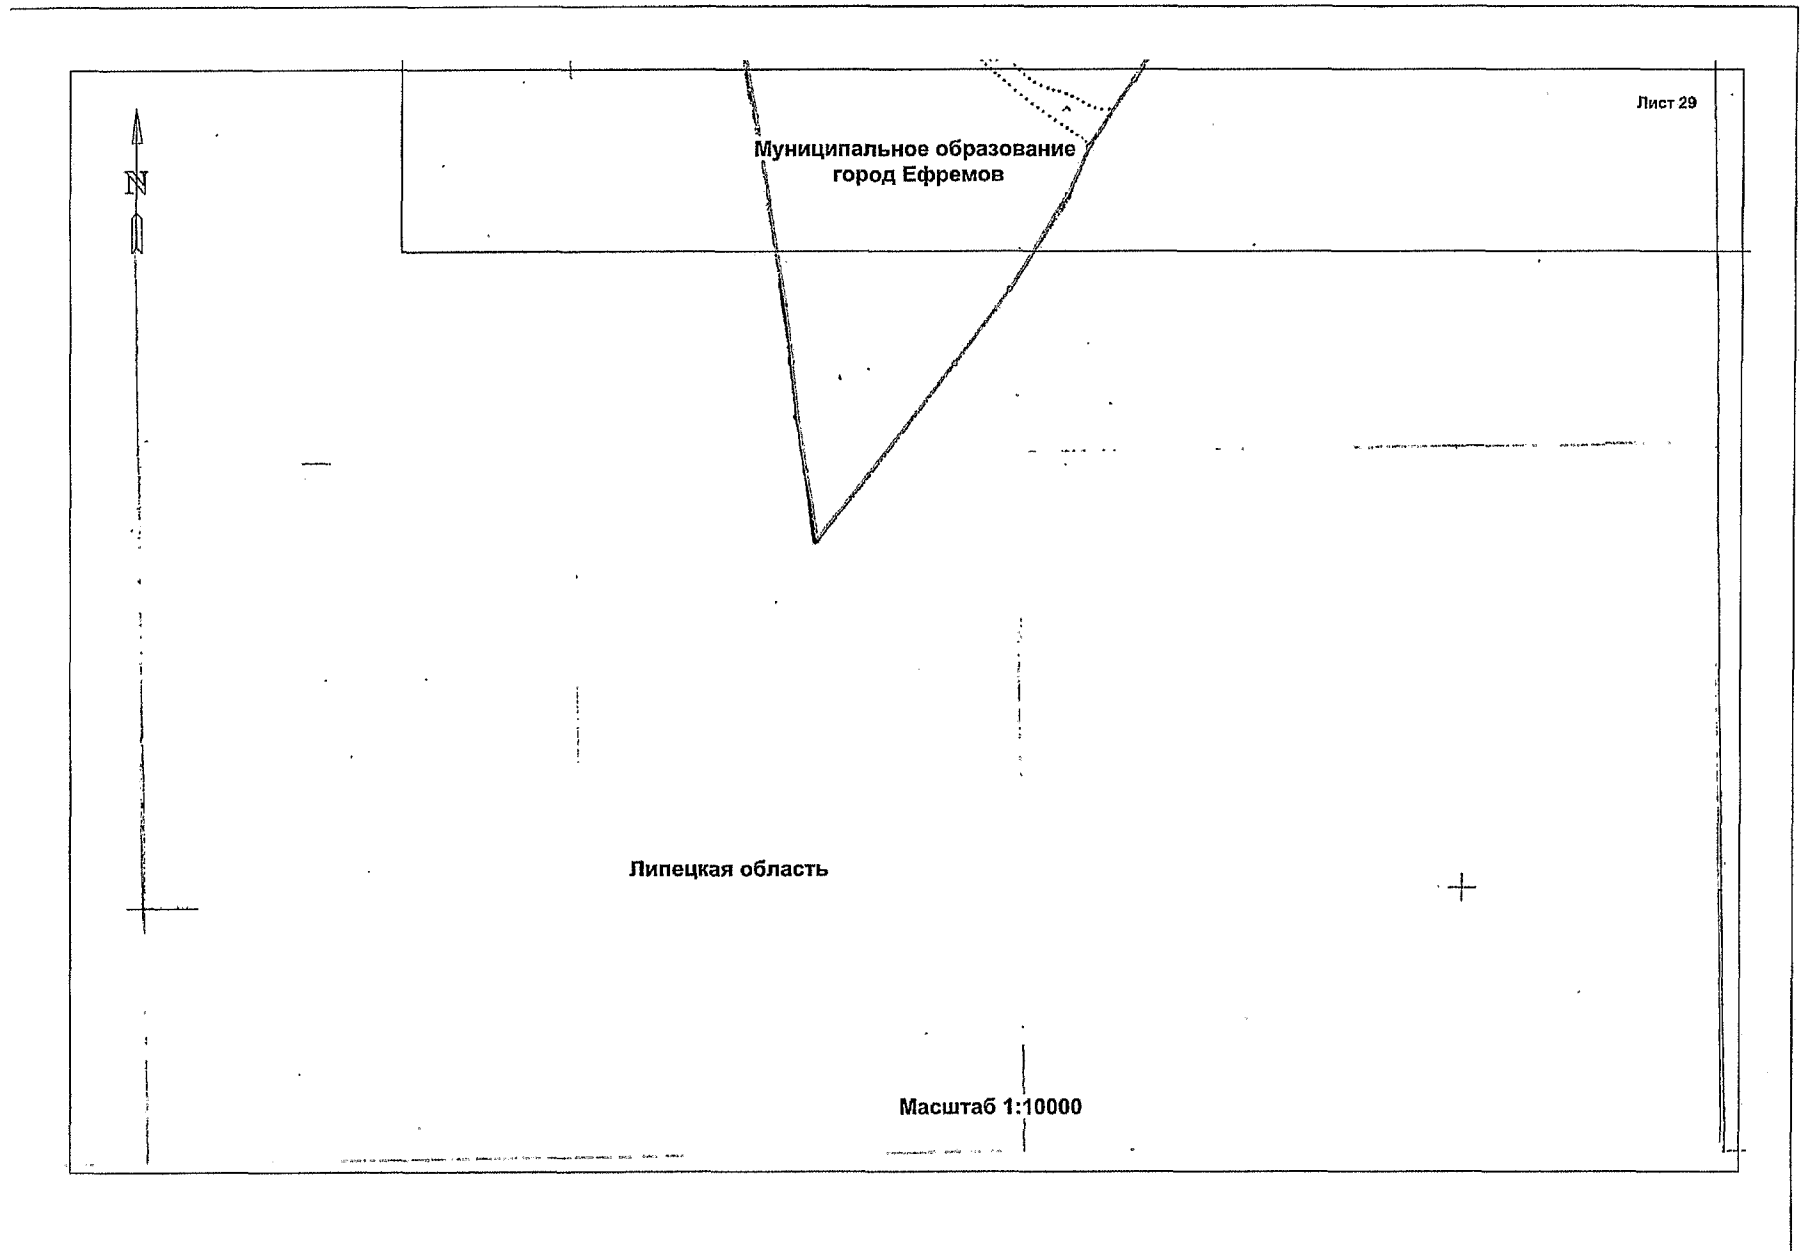 Лист 29
N
Муниципальное образование
город Ефремов
Липецкая область
Масштаб 1:10000